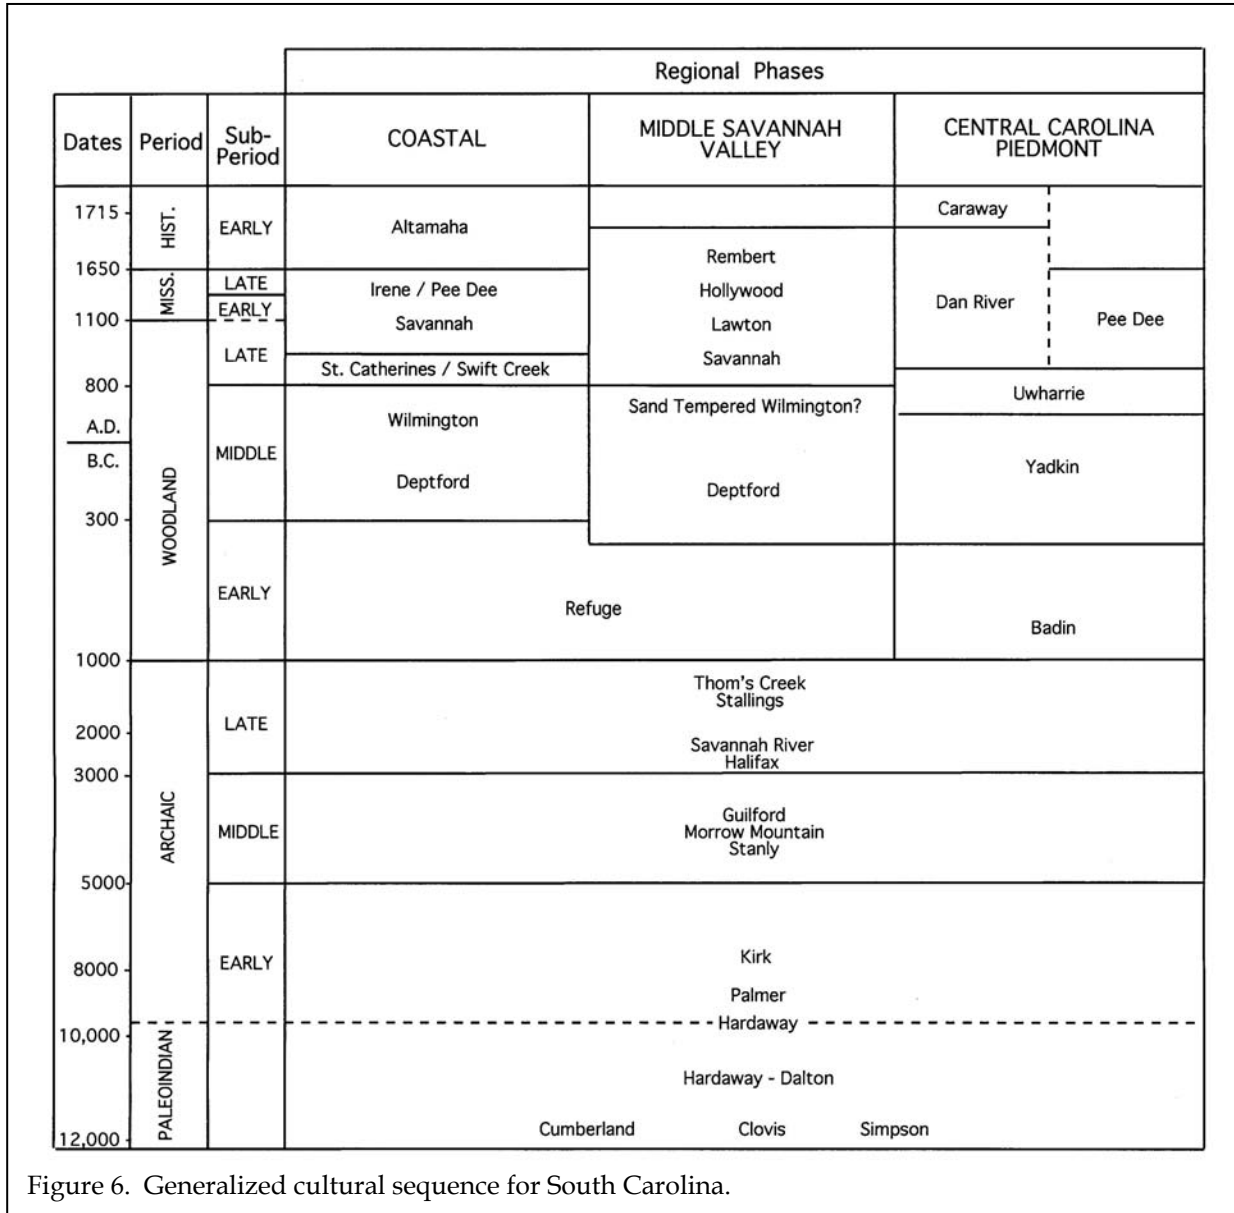 Regional Phases
Dates
Period
Sub-
Period
COASTAL
MIDDLE SAVANNAH
VALLEY
CENTRAL CAROLINA
PIEDMONT
1715
HIST.
EARLY
Altamaha
Caraway
1650
MISS.
LATE
EARLY
Irene / Pee Dee
Savannah
Rembert
Hollywood
Lawton
Savannah
Dan River
Pee Dee
1100
WOODLAND
LATE
St. Catherines / Swift Creek
800
A.D.
B.C.
MIDDLE
Wilmington
Deptford
Sand Tempered Wilmington?
Deptford
Uwharrie
Yadkin
300
EARLY
Refuge
Badin
1000
ARCHAIC
LATE
Thom's Creek
Stallings
2000
Savannah River
Halifax
3000
MIDDLE
Guilford
Morrow Mountain
Stanly
5000
EARLY
Kirk
8000
Palmer
Hardaway
10,000
PALEOINDIAN
Hardaway - Dalton
Cumberland
Clovis
Simpson
12,000
Figure 6. Generalized cultural sequence for South Carolina.